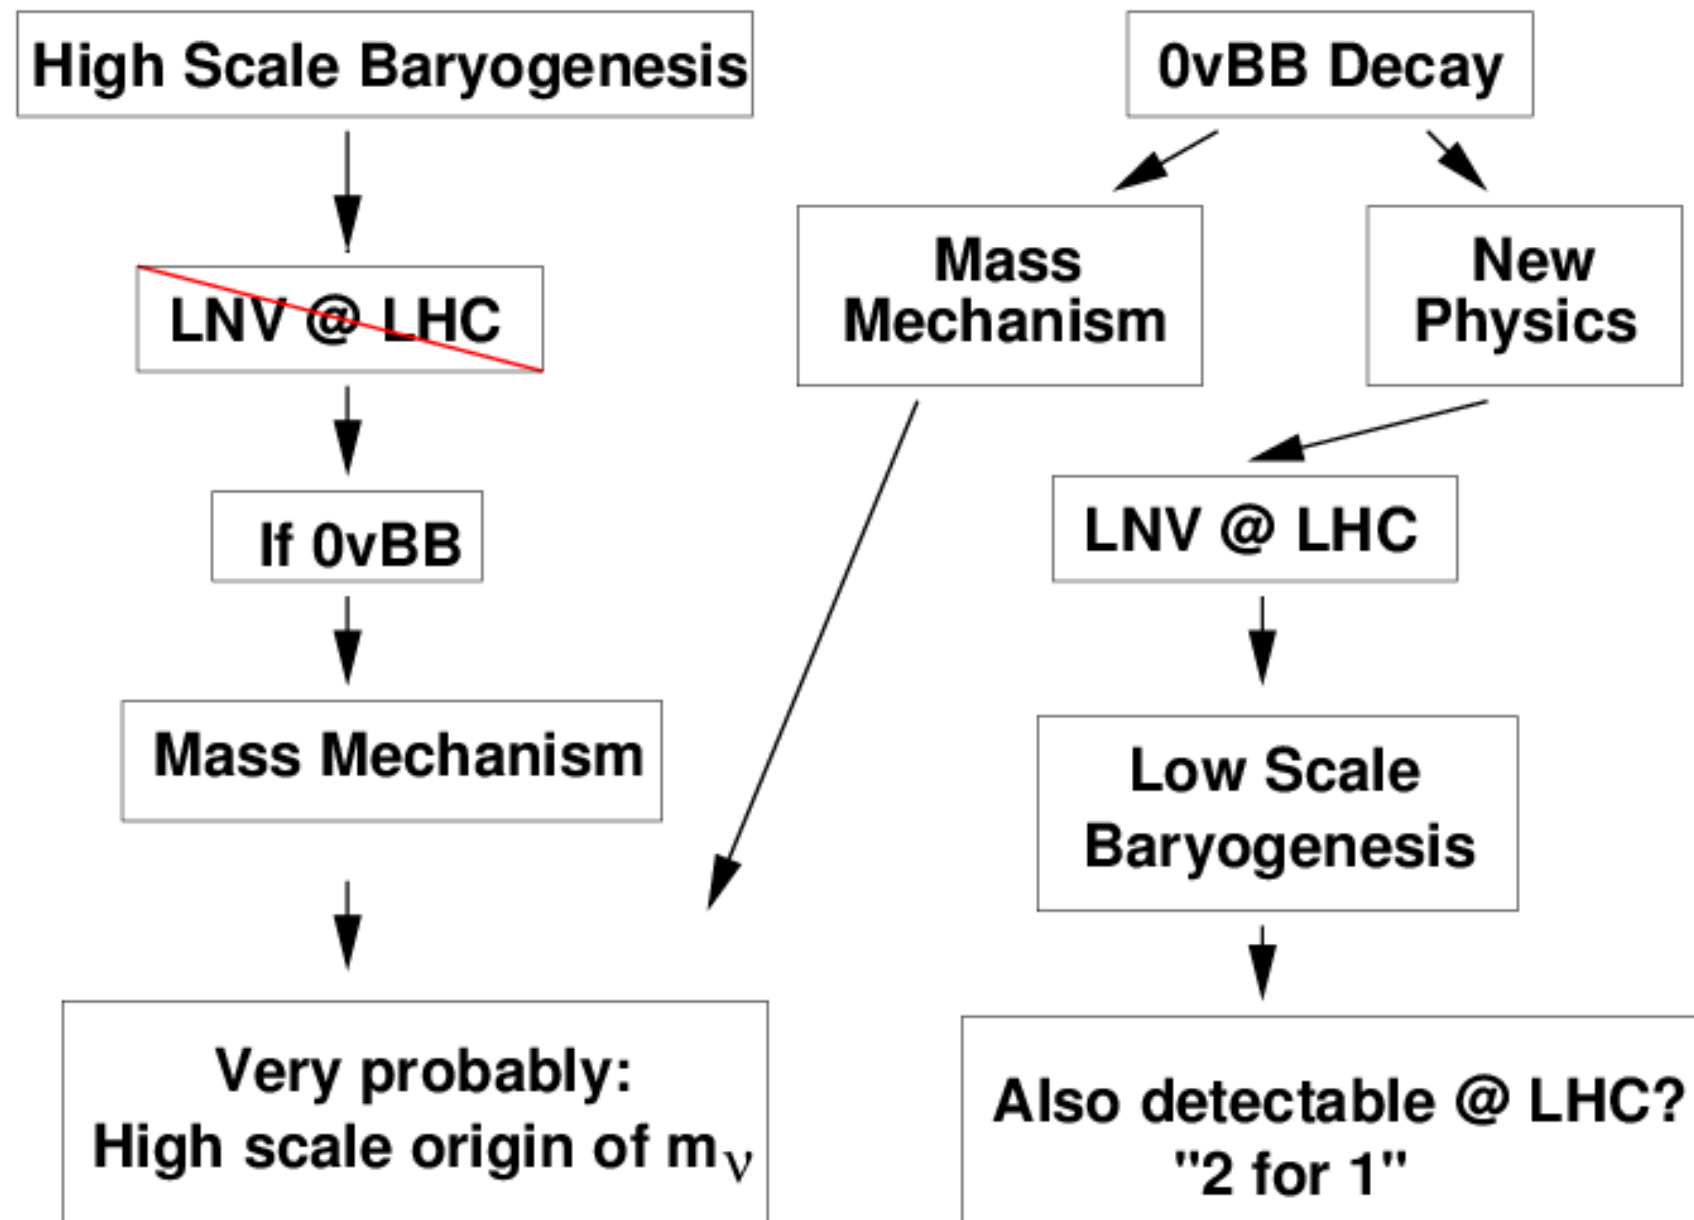 High Scale Baryogenesis
LNV @ LHC
If 0vBB
Mass Mechanism
Very probably:
High scale origin of mν
0vBB Decay
Mass
Mechanism
New
Physics
LNV @ LHC
Low Scale
Baryogenesis
Also detectable @ LHC?
"2 for 1"